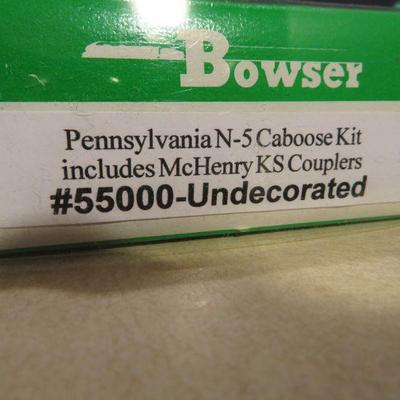 Bowser
Pennsylvania N-5 Caboose Kit
includes McHenry KS Couplers
#55000-Undecorated